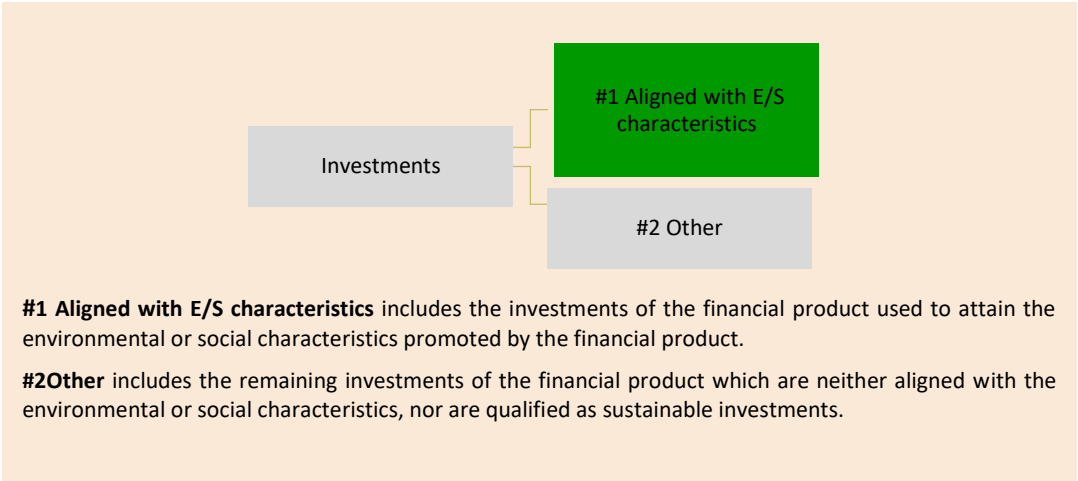 #1 Aligned with E/S
characteristics
Investments
#2 Other
#1 Aligned with E/S characteristics includes the investments of the financial product used to attain the
environmental or social characteristics promoted by the financial product.
#2Other includes the remaining investments of the financial product which are neither aligned with the
environmental or social characteristics, nor are qualified as sustainable investments.